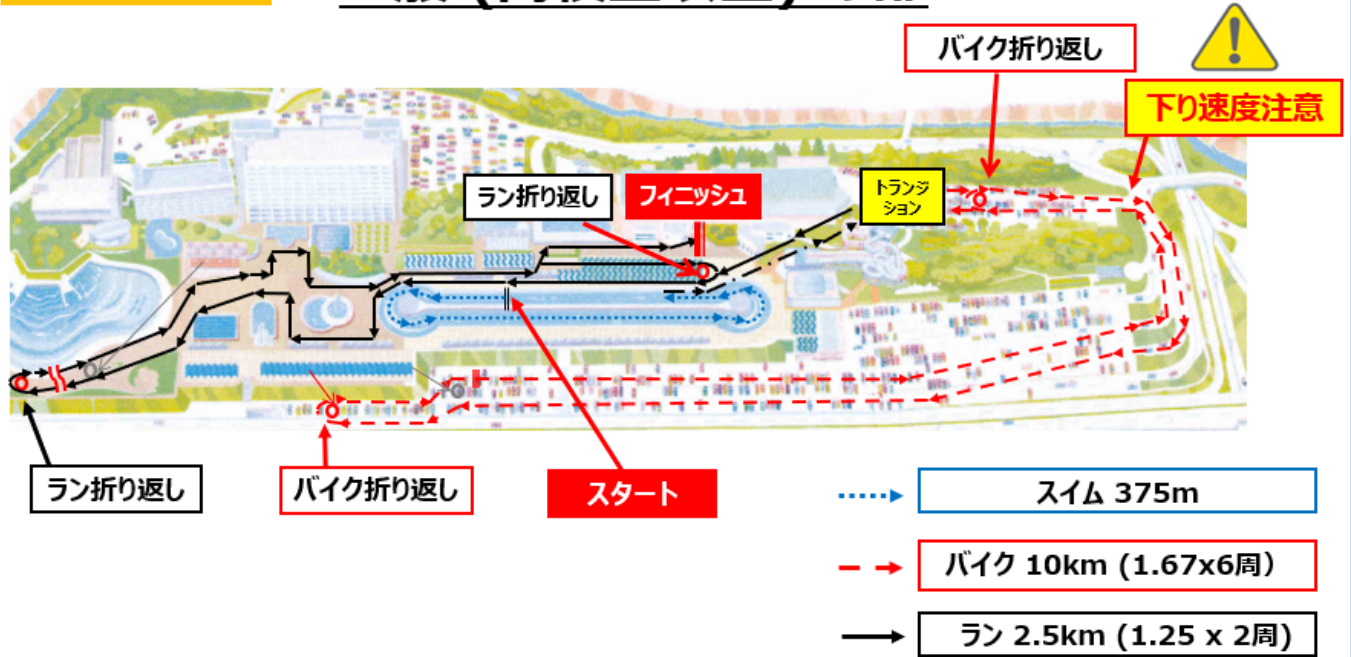 バイク折り返し
下り速度注意
ラン折り返し
フィニッシュ
トランジ
ション
ラン折り返し
バイク折り返し
スタート
スイム 375m
バイク 10km (1.67x6周）
ラン 2.5km (1.25 x 2周)